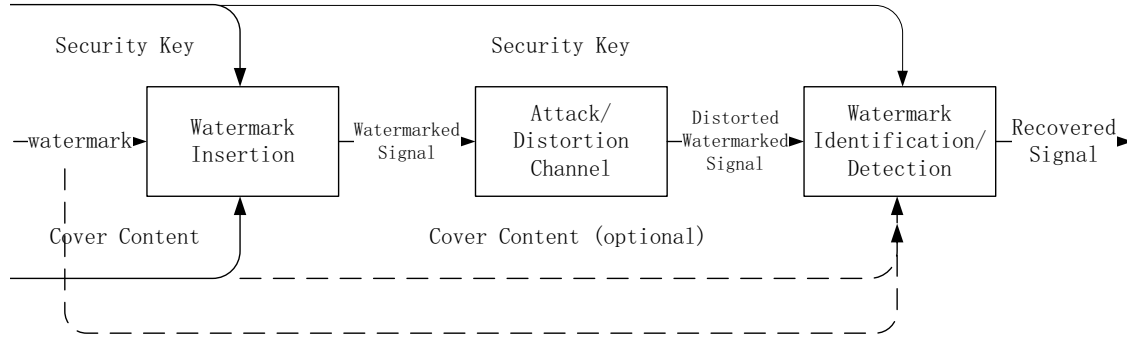 Security Key
Security Key
watermark
Watermark
Insertion
Watermarked
Signal
Attack/
Distortion
Channel
Distorted
Watermarked
Signal
Watermark
Identification/
Detection
Recovered
Signal
Cover Content
Cover Content (optional)